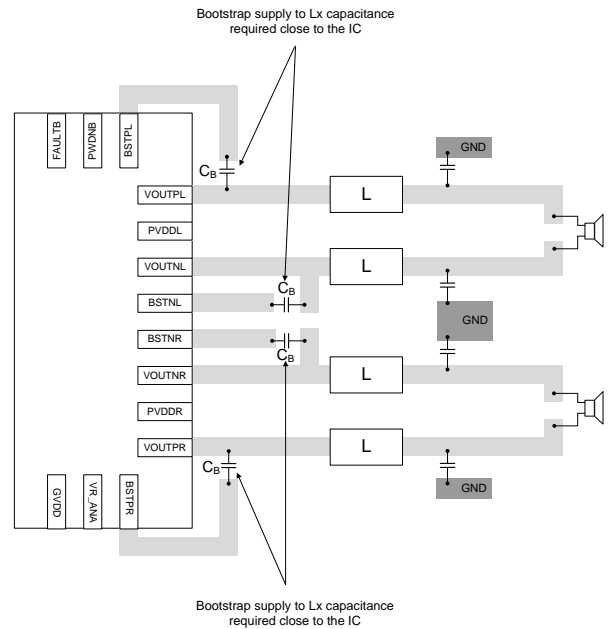 Bootstrap supply to Lx capacitance
required close to the IC
FAULTB
PWDNB
BSTPL
GND
CB
VOUTPL
L
PVDDL
VOUTNL
L
CB
BSTNL
GND
BSTNR
CB
VOUTNR
L
PVDDR
VOUTPR
L
CB
GVDD
VR_ANA
BSTPR
GND
Bootstrap supply to Lx capacitance
required close to the IC